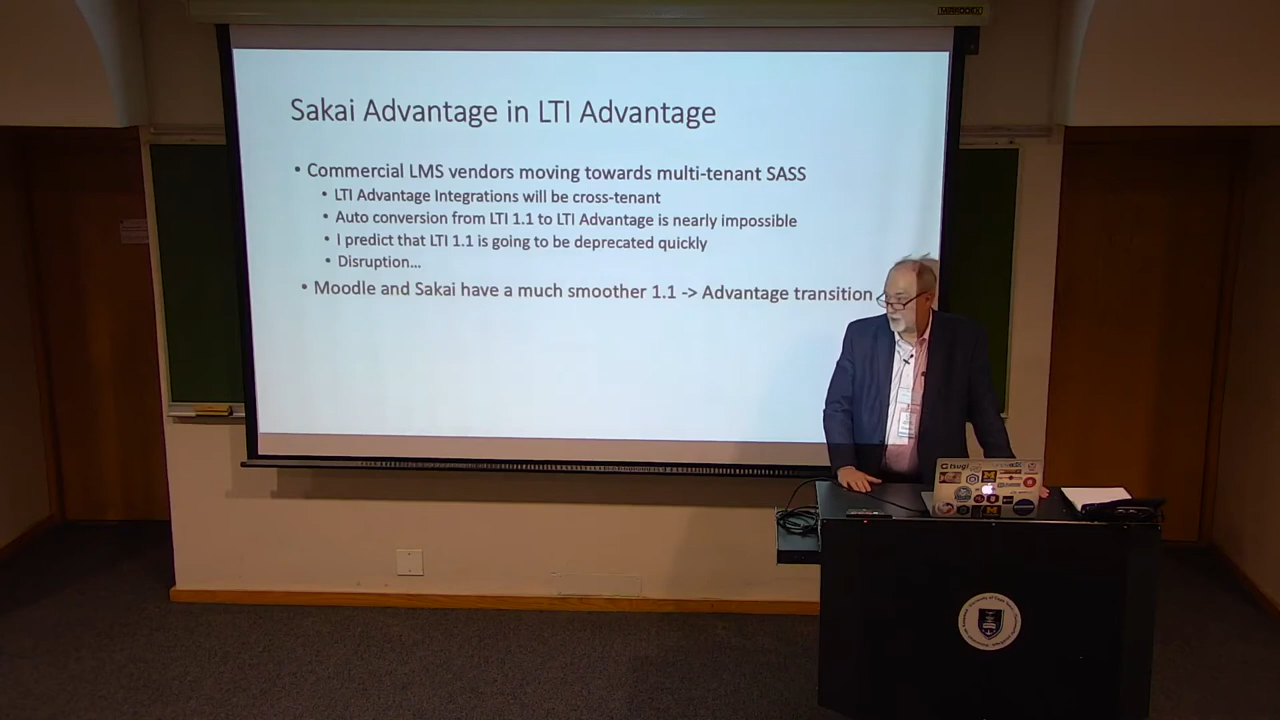 MIRROREX
Sakai Advantage in LTI Advantage
• Commercial LMS vendors moving towards multi-tenant SASS
• LTI Advantage Integrations will be cross-tenant
• Auto conversion from LTI 1.1 to LTI Advantage is nearly impossible
• I predict that LTI 1.1 is going to be deprecated quickly
• Disruption...
• Moodle and Sakai have a much smoother 1.1 -> Advantage transition
tsugi
M
M